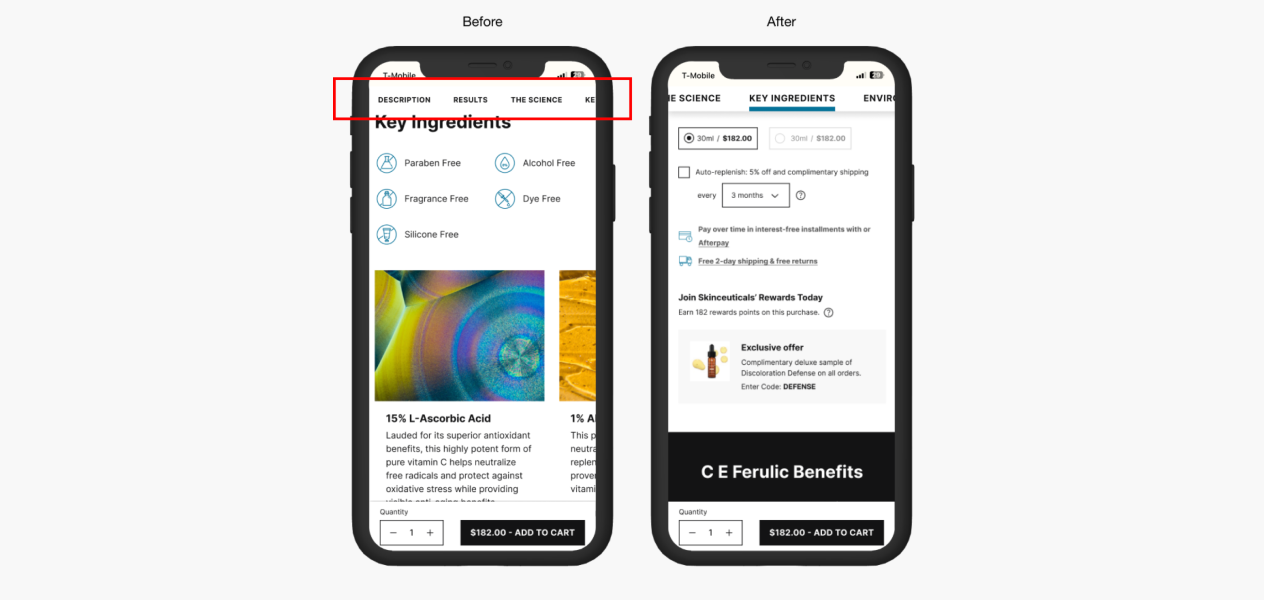 Before
After
T-Mobile
29
DESCRIPTION RESULTS THE SCIENCE KE
Key Ingredients
Paraben Free Alcohol Free
Fragrance Free Dye Free
Silicone Free
15% L-Ascorbic Acid
Lauded for its superior antioxidant
benefits, this highly potent form of
pure vitamin C helps neutralize
free radicals and protect against
oxidative stress while providing
visible anti-aging benefits
1% A
This p
neutra
replen
prover
vitami
Quantity
− 1 + $182.00 - ADD TO CART
T-Mobile
29
HE SCIENCE KEY INGREDIENTS ENVIR
30ml / $182.00 30ml / $182.00
Auto-replenish: 5% off and complimentary shipping
every 3 months ?
Pay over time in interest-free installments with or
Afterpay
Free 2-day shipping & free returns
Join Skinceuticals' Rewards Today
Earn 182 rewards points on this purchase. ?
Exclusive offer
Complimentary deluxe sample of
Discoloration Defense on all orders.
Enter Code: DEFENSE
C E Ferulic Benefits
Quantity
− 1 + $182.00 - ADD TO CART